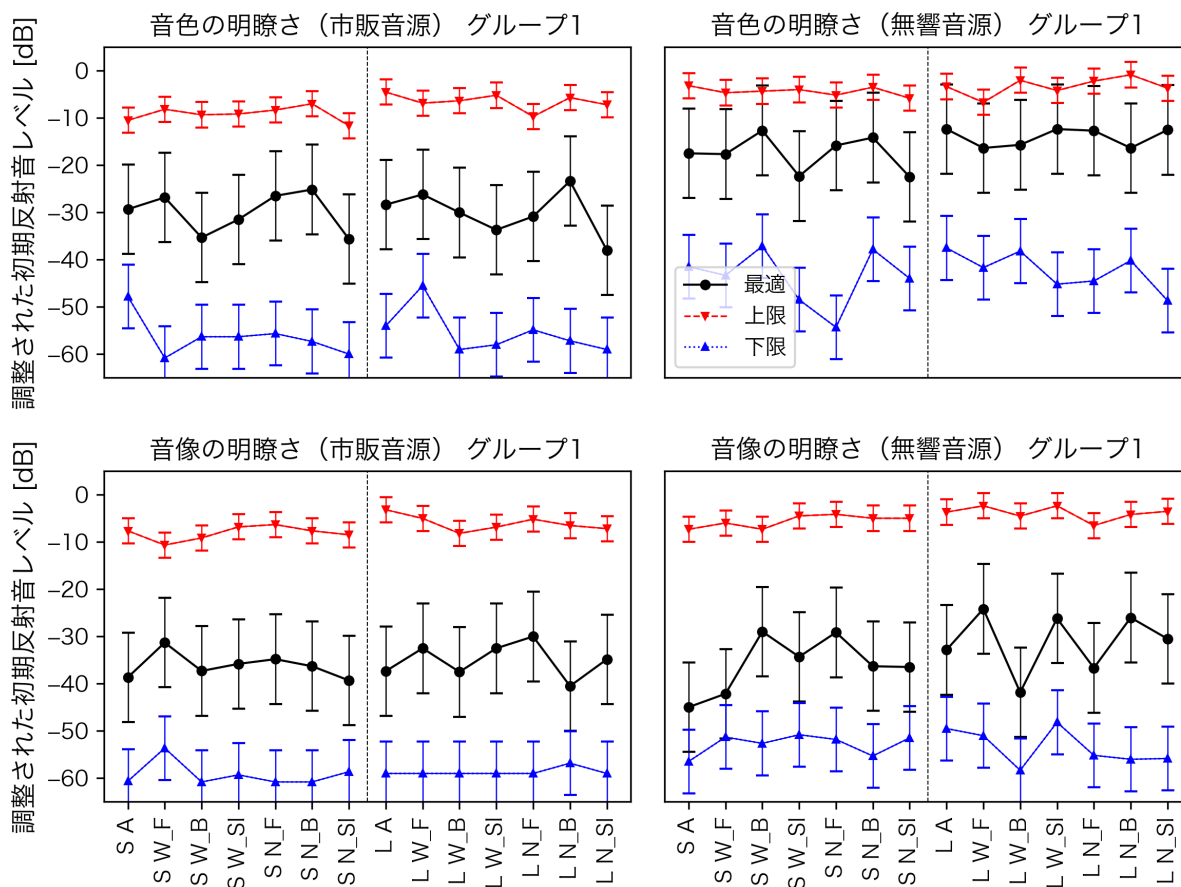 音色の明瞭さ（市販音源） グループ1
音色の明瞭さ（無響音源） グループ1
調整された初期反射音レベル [dB]
0
−10
−20
−30
−40
−50
−60
最適
上限
下限
音像の明瞭さ（市販音源） グループ1
音像の明瞭さ（無響音源） グループ1
調整された初期反射音レベル [dB]
0
−10
−20
−30
−40
−50
−60
S A
S W_F
S W_B
S W_SI
S N_F
S N_B
S N_SI
L A
L W_F
L W_B
L W_SI
L N_F
L N_B
L N_SI
S A
S W_F
S W_B
S W_SI
S N_F
S N_B
S N_SI
L A
L W_F
L W_B
L W_SI
L N_F
L N_B
L N_SI